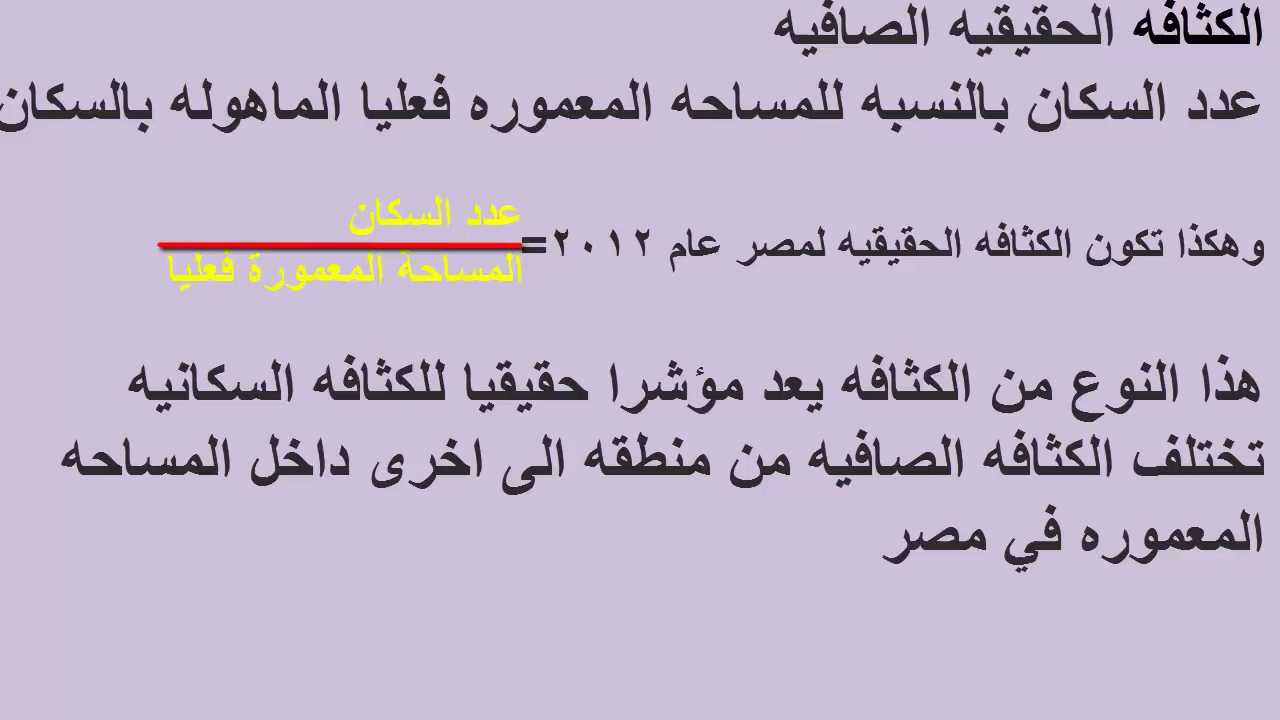 الكثافه الحقيقيه الصافيه
عدد السكان بالنسبه للمساحه المعموره فعليا الماهوله بالسكان
وهكذا تكون الكثافه الحقيقيه لمصر عام ٢٠١٢=
عدد السكان
المساحة المعمورة فعليا
هذا النوع من الكثافه يعد مؤشرا حقيقيا للكثافه السكانيه
تختلف الكثافه الصافيه من منطقه الى اخرى داخل المساحه
المعموره في مصر